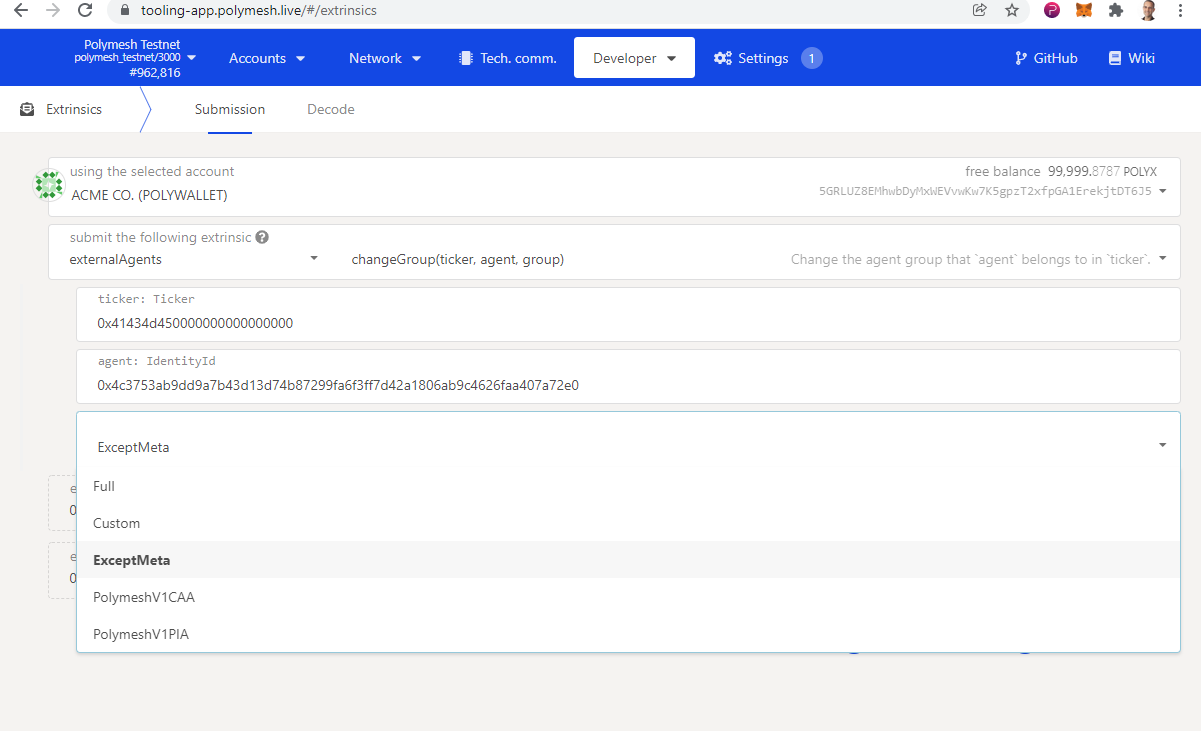 tooling-app.polymesh.live/#/extrinsics
Polymesh Testnet
polymesh_testnet/3000
#962,816
Accounts
Network
Tech. comm.
Developer
Settings
1
GitHub
Wiki
Extrinsics
Submission
Decode
using the selected account
free balance 99,999.8787 POLYX
ACME CO. (POLYWALLET)
5GRLUZ8EMhwbDyMxWEVvwKw7K5gpzT2xfpGA1ErekjtDT6J5
submit the following extrinsic ?
externalAgents
changeGroup(ticker, agent, group)
Change the agent group that `agent` belongs to in `ticker`.
ticker: Ticker
0x41434d450000000000000000
agent: IdentityId
0x4c3753ab9dd9a7b43d13d74b87299fa6f3ff7d42a1806ab9c4626faa407a72e0
ExceptMeta
Full
Custom
ExceptMeta
PolymeshV1CAA
PolymeshV1PIA